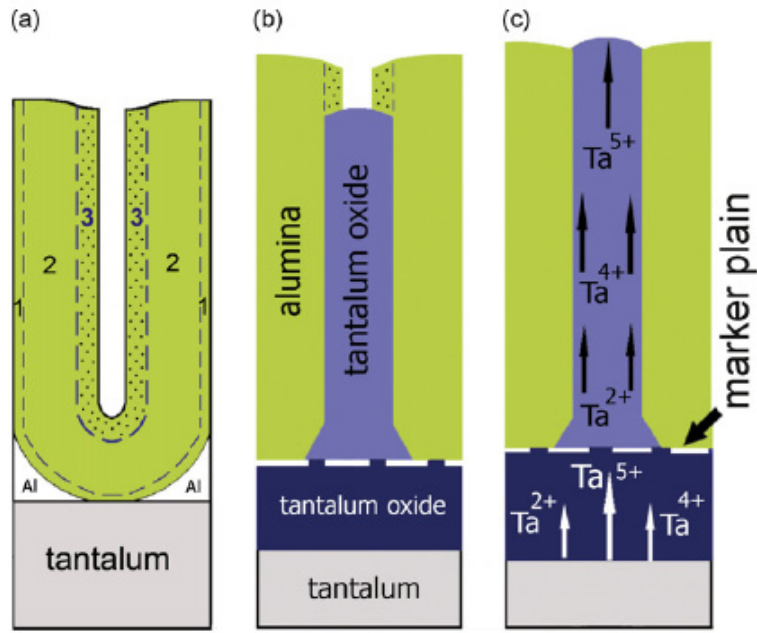 (a)
3 3
2 2
1 1
Al Al
tantalum
(b)
alumina
tantalum oxide
tantalum oxide
tantalum
(c)
Ta5+
Ta4+
Ta2+
marker plain
Ta5+
Ta2+ Ta4+